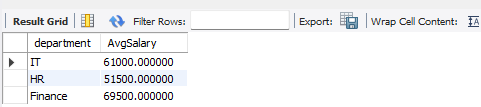 Result Grid Filter Rows: Export: Wrap Cell Content: IA
department AvgSalary
IT 61000.000000
HR 51500.000000
Finance 69500.000000